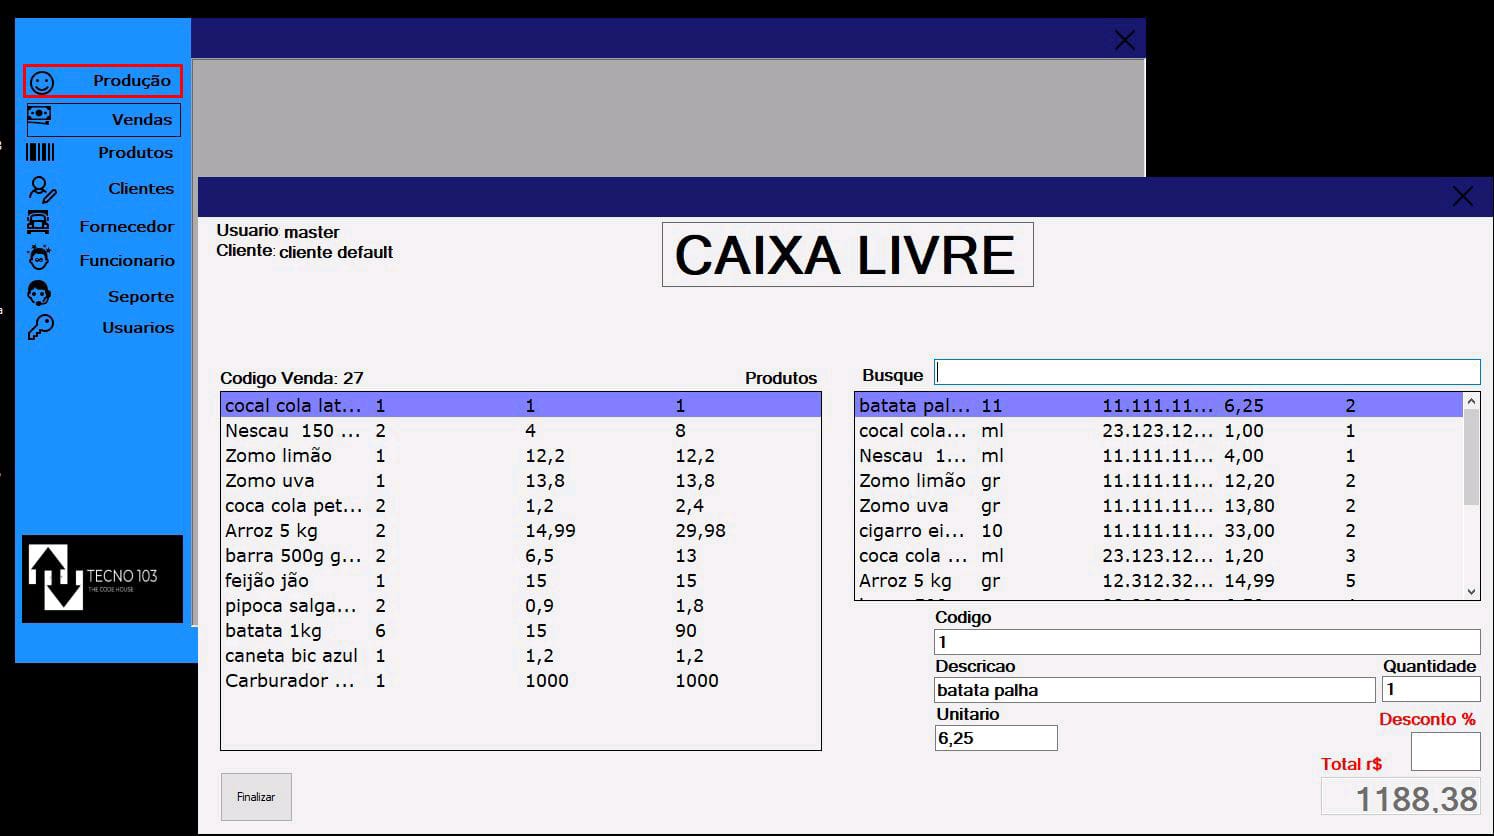 Produção
Vendas
Produtos
Clientes
Fornecedor
Funcionario
Seporte
Usuarios
TECNO 103
THE CODE HOUSE
Usuario master
Cliente: cliente default
CAIXA LIVRE
Codigo Venda: 27 Produtos
cocal cola lat... 1 1 1
Nescau 150 ... 2 4 8
Zomo limão 1 12,2 12,2
Zomo uva 1 13,8 13,8
coca cola pet... 2 1,2 2,4
Arroz 5 kg 2 14,99 29,98
barra 500g g... 2 6,5 13
feijão jão 1 15 15
pipoca salga... 2 0,9 1,8
batata 1kg 6 15 90
caneta bic azul 1 1,2 1,2
Carburador ... 1 1000 1000
Finalizar
Busque
batata pal... 11 11.111.11... 6,25 2
cocal cola... ml 23.123.12... 1,00 1
Nescau 1... ml 11.111.11... 4,00 1
Zomo limão gr 11.111.11... 12,20 2
Zomo uva gr 11.111.11... 13,80 2
cigarro ei... 10 11.111.11... 33,00 2
coca cola ... ml 23.123.12... 1,20 3
Arroz 5 kg gr 12.312.32... 14,99 5
Codigo
1
Descricao Quantidade
batata palha 1
Unitario Desconto %
6,25
Total r$
1188,38